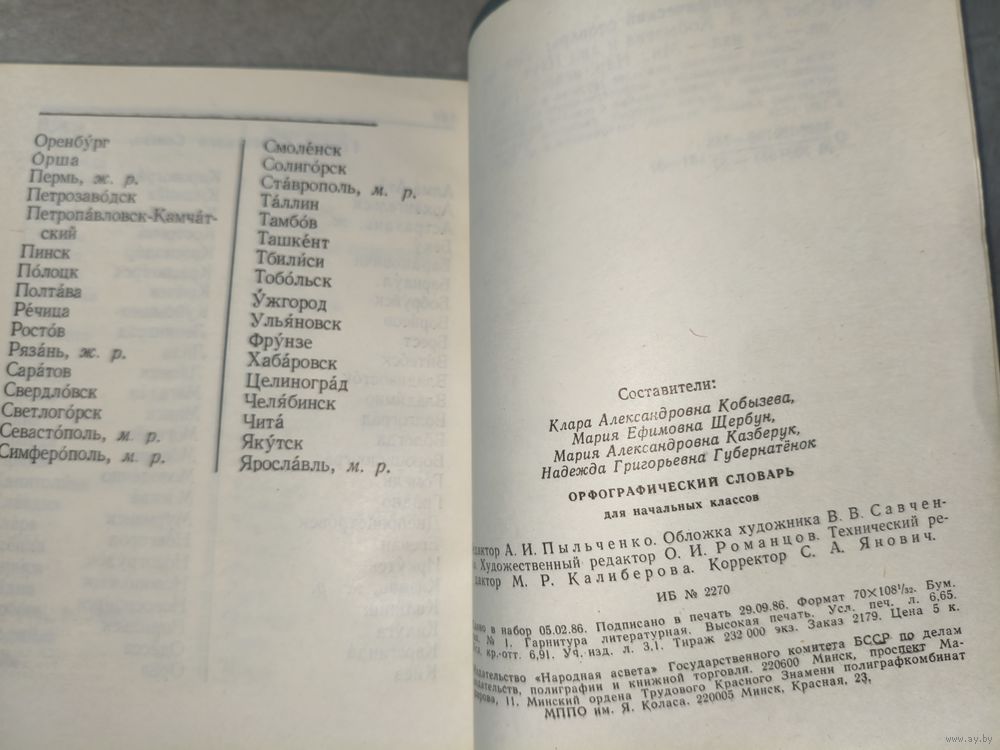 Оренбу́рг
О́рша
Пермь, ж. р.
Петрозаво́дск
Петропа́вловск-Камча́т-
ский
Пинск
По́лоцк
Полта́ва
Ре́чица
Росто́в
Ряза́нь, ж. р.
Сара́тов
Свердло́вск
Светлого́рск
Севасто́поль, м. р.
Симферо́поль, м. р.
Смоле́нск
Солиго́рск
Ста́врополь, м. р.
Та́ллин
Тамбо́в
Ташке́нт
Тбили́си
Тобо́льск
У́жгород
Улья́новск
Фру́нзе
Хаба́ровск
Целиногра́д
Челя́бинск
Чита́
Яку́тск
Яросла́вль, м. р.
Составители:
Клара Александровна Кобызева,
Мария Ефимовна Щербун,
Мария Александровна Казберук,
Надежда Григорьевна Губернатёнок
ОРФОГРАФИЧЕСКИЙ СЛОВАРЬ
для начальных классов
А. И. Пыльченко. Обложка художника В. В. Савчен-
Художественный редактор О. И. Романцов. Технический ре-
дактор М. Р. Калиберова. Корректор С. А. Янович.
ИБ № 2270
в набор 05.02.86. Подписано в печать 29.09.86. Формат 70×108¹/₃₂. Бум.
№ 1. Гарнитура литературная. Высокая печать. Усл. печ. л. 6,65.
кр.-отт. 6,91. Уч. изд. л. 3,1. Тираж 232 000 экз. Заказ 2179. Цена 5 к.
«Народная асвета» Государственного комитета БССР по делам
полиграфии и книжной торговли. 220600 Минск, проспект Ма-
11. Минский ордена Трудового Красного Знамени полиграфкомбинат
МППО им. Я. Коласа. 220005 Минск, Красная, 23.
www.ay.by